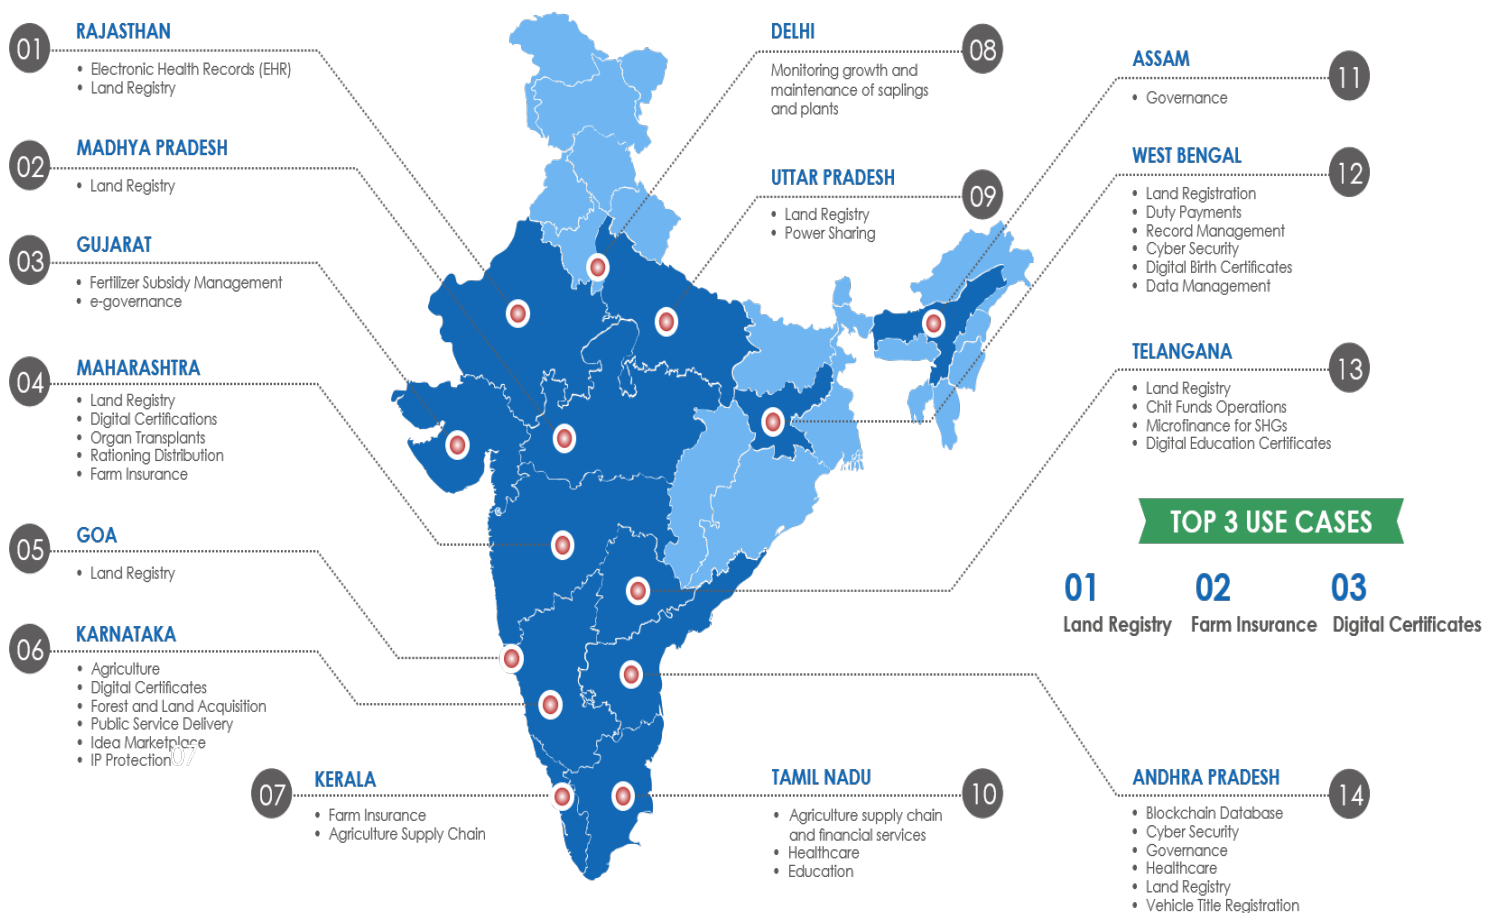 01
RAJASTHAN
• Electronic Health Records (EHR)
• Land Registry
02
MADHYA PRADESH
• Land Registry
03
GUJARAT
• Fertilizer Subsidy Management
• e-governance
04
MAHARASHTRA
• Land Registry
• Digital Certifications
• Organ Transplants
• Rationing Distribution
• Farm Insurance
05
GOA
• Land Registry
06
KARNATAKA
• Agriculture
• Digital Certificates
• Forest and Land Acquisition
• Public Service Delivery
• Idea Marketplace
• IP Protection
07
07
KERALA
• Farm Insurance
• Agriculture Supply Chain
DELHI
08
Monitoring growth and
maintenance of saplings
and plants
UTTAR PRADESH
09
• Land Registry
• Power Sharing
TAMIL NADU
10
• Agriculture supply chain
and financial services
• Healthcare
• Education
ASSAM
11
• Governance
WEST BENGAL
12
• Land Registration
• Duty Payments
• Record Management
• Cyber Security
• Digital Birth Certificates
• Data Management
TELANGANA
13
• Land Registry
• Chit Funds Operations
• Microfinance for SHGs
• Digital Education Certificates
TOP 3 USE CASES
01 02 03
Land Registry Farm Insurance Digital Certificates
ANDHRA PRADESH
14
• Blockchain Database
• Cyber Security
• Governance
• Healthcare
• Land Registry
• Vehicle Title Registration